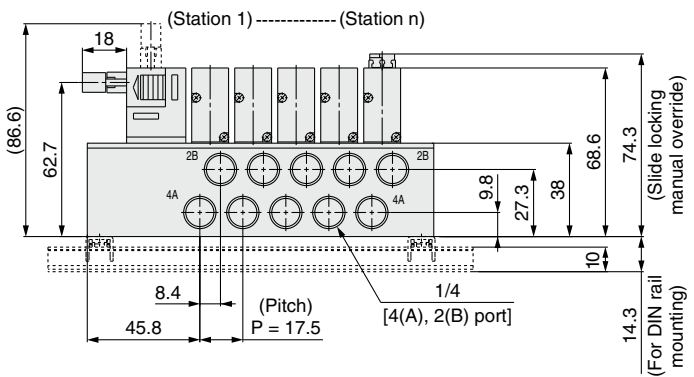 (Station 1) ------------ (Station n)
18
(86.6)
62.7
2B
2B
4A
4A
9.8
27.3
38
68.6
74.3
(Slide locking
manual override)
10
14.3
(For DIN rail
mounting)
8.4
45.8
(Pitch)
P = 17.5
1/4
[4(A), 2(B) port]